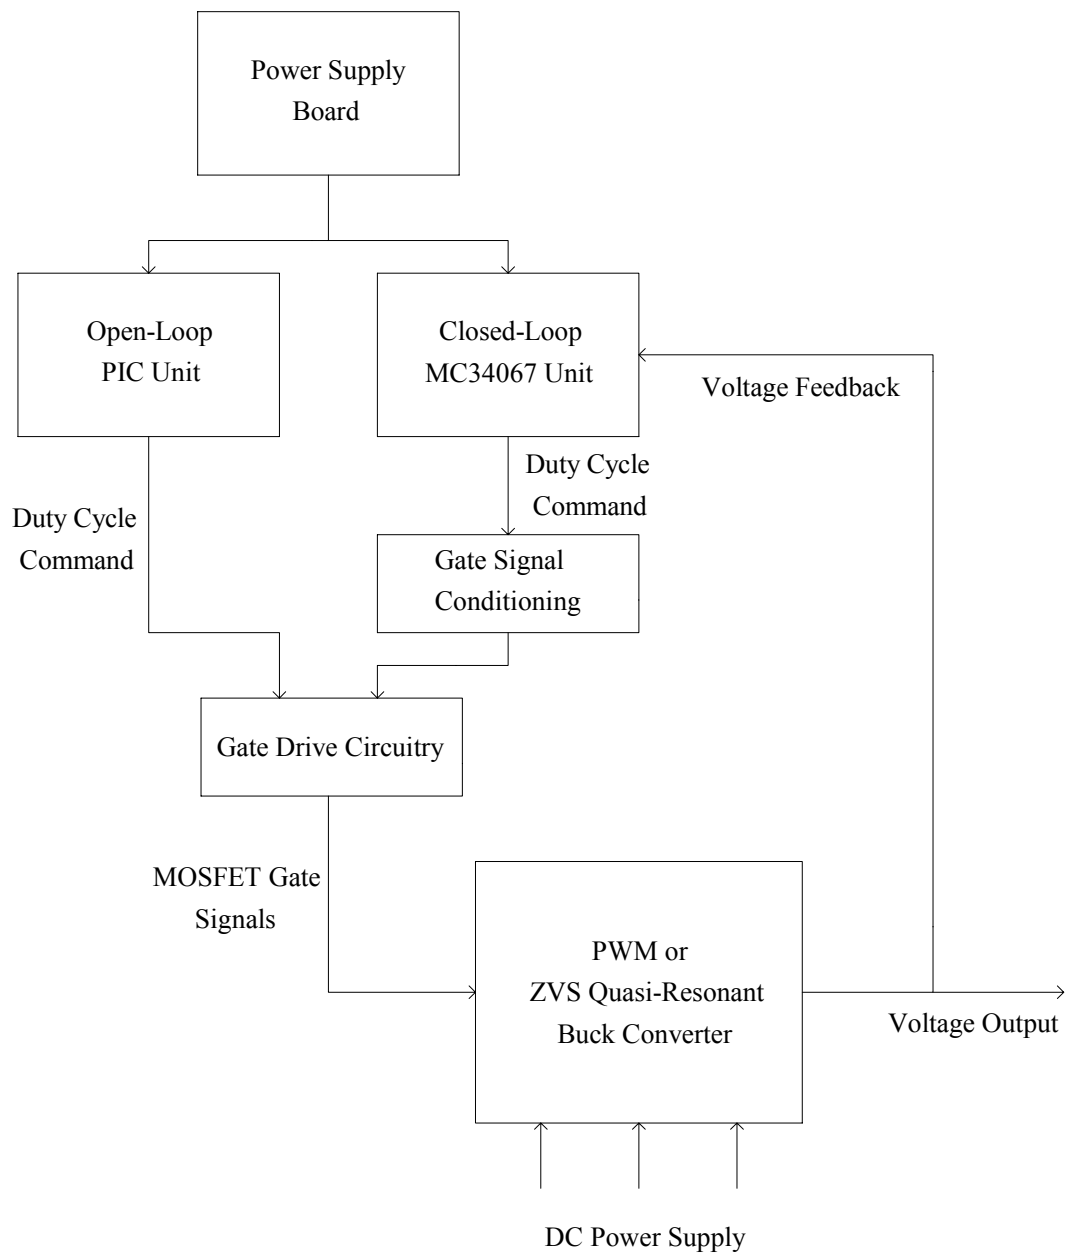 Power Supply
Board
Open-Loop
PIC Unit
Closed-Loop
MC34067 Unit
Voltage Feedback
Duty Cycle
Command
Duty Cycle
Command
Gate Signal
Conditioning
Gate Drive Circuitry
MOSFET Gate
Signals
PWM or
ZVS Quasi-Resonant
Buck Converter
Voltage Output
DC Power Supply